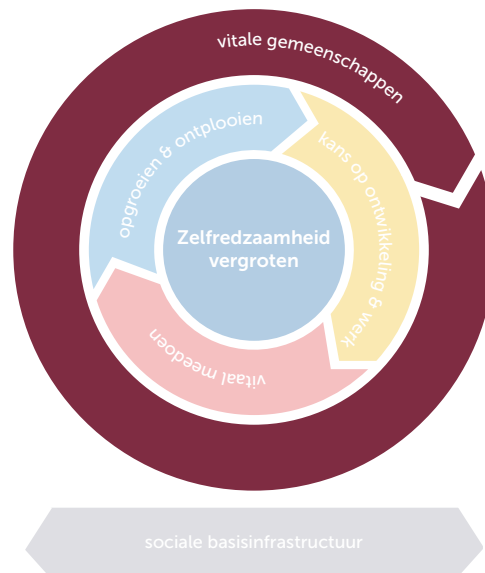 vitale gemeenschappen
opgroeien & ontplooien
kans op ontwikkeling & werk
Zelfredzaamheid
vergroten
vitaal meedoen
sociale basisinfrastructuur